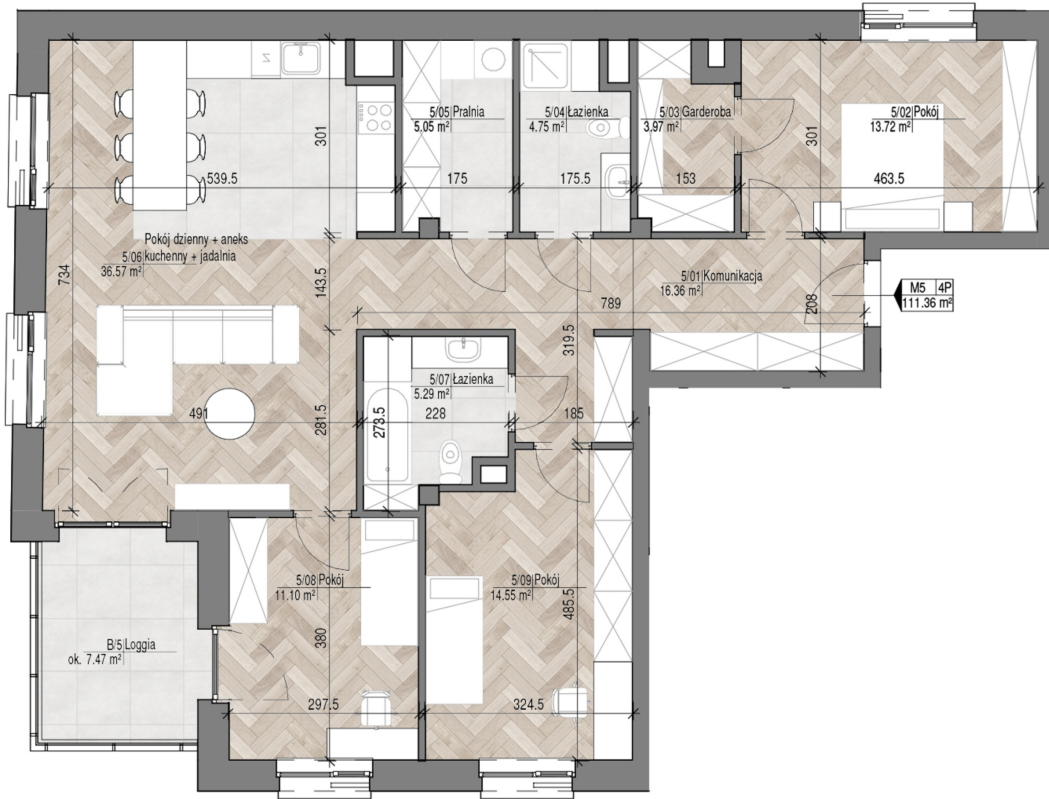 5/05 Pralnia
5.05 m²
5/04 Łazienka
4.75 m²
5/03 Garderoba
3.97 m²
5/02 Pokój
13.72 m²
301
301
539.5
175
175.5
153
463.5
Pokój dzienny + aneks
5/06 kuchenny + jadalnia
36.57 m²
734
143.5
5/01 Komunikacja
16.36 m²
789
208
M5 4P
111.36 m²
319.5
5/07 Łazienka
5.29 m²
491
281.5
273.5
228
185
5/08 Pokój
11.10 m²
5/09 Pokój
14.55 m²
485.5
380
B/5 Loggia
ok. 7.47 m²
297.5
324.5